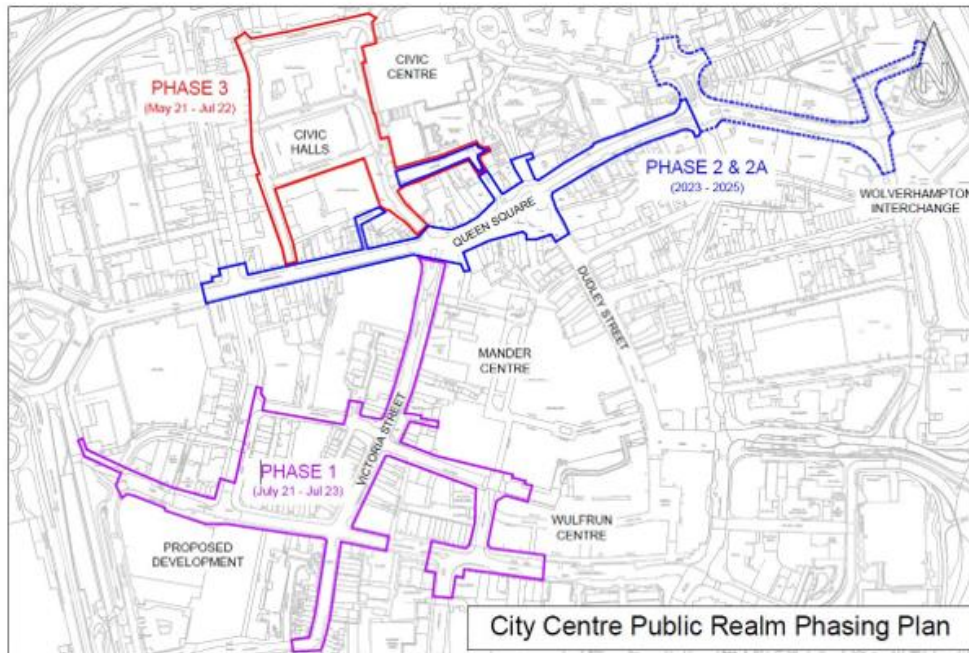 PHASE 3
(May 21 - Jul 22)
CIVIC
CENTRE
CIVIC
HALLS
PHASE 2 & 2A
(2023 - 2025)
WOLVERHAMPTON
INTERCHANGE
QUEEN SQUARE
DUDLEY STREET
MANDER
CENTRE
VICTORIA STREET
PHASE 1
(July 21 - Jul 23)
WULFRUN
CENTRE
PROPOSED
DEVELOPMENT
N
City Centre Public Realm Phasing Plan